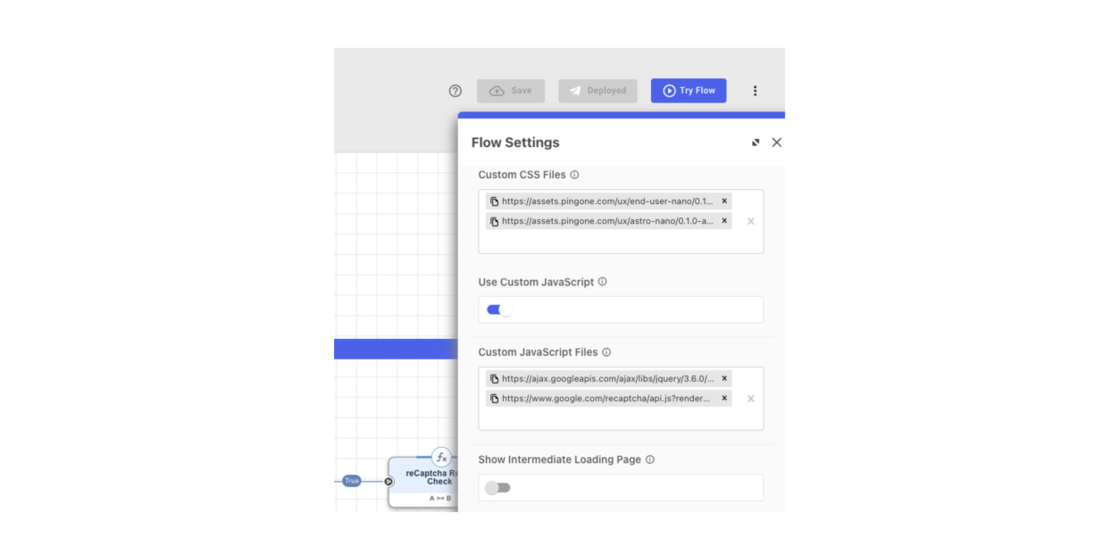 Save
Deployed
Try Flow
Flow Settings
Custom CSS Files
https://assets.pingone.com/ux/end-user-nano/0.1...
https://assets.pingone.com/ux/astro-nano/0.1.0-a...
Use Custom JavaScript
Custom JavaScript Files
https://ajax.googleapis.com/ajax/libs/jquery/3.6.0/...
https://www.google.com/recaptcha/api.js?render...
Show Intermediate Loading Page
True
reCaptcha R
Check
A >= B